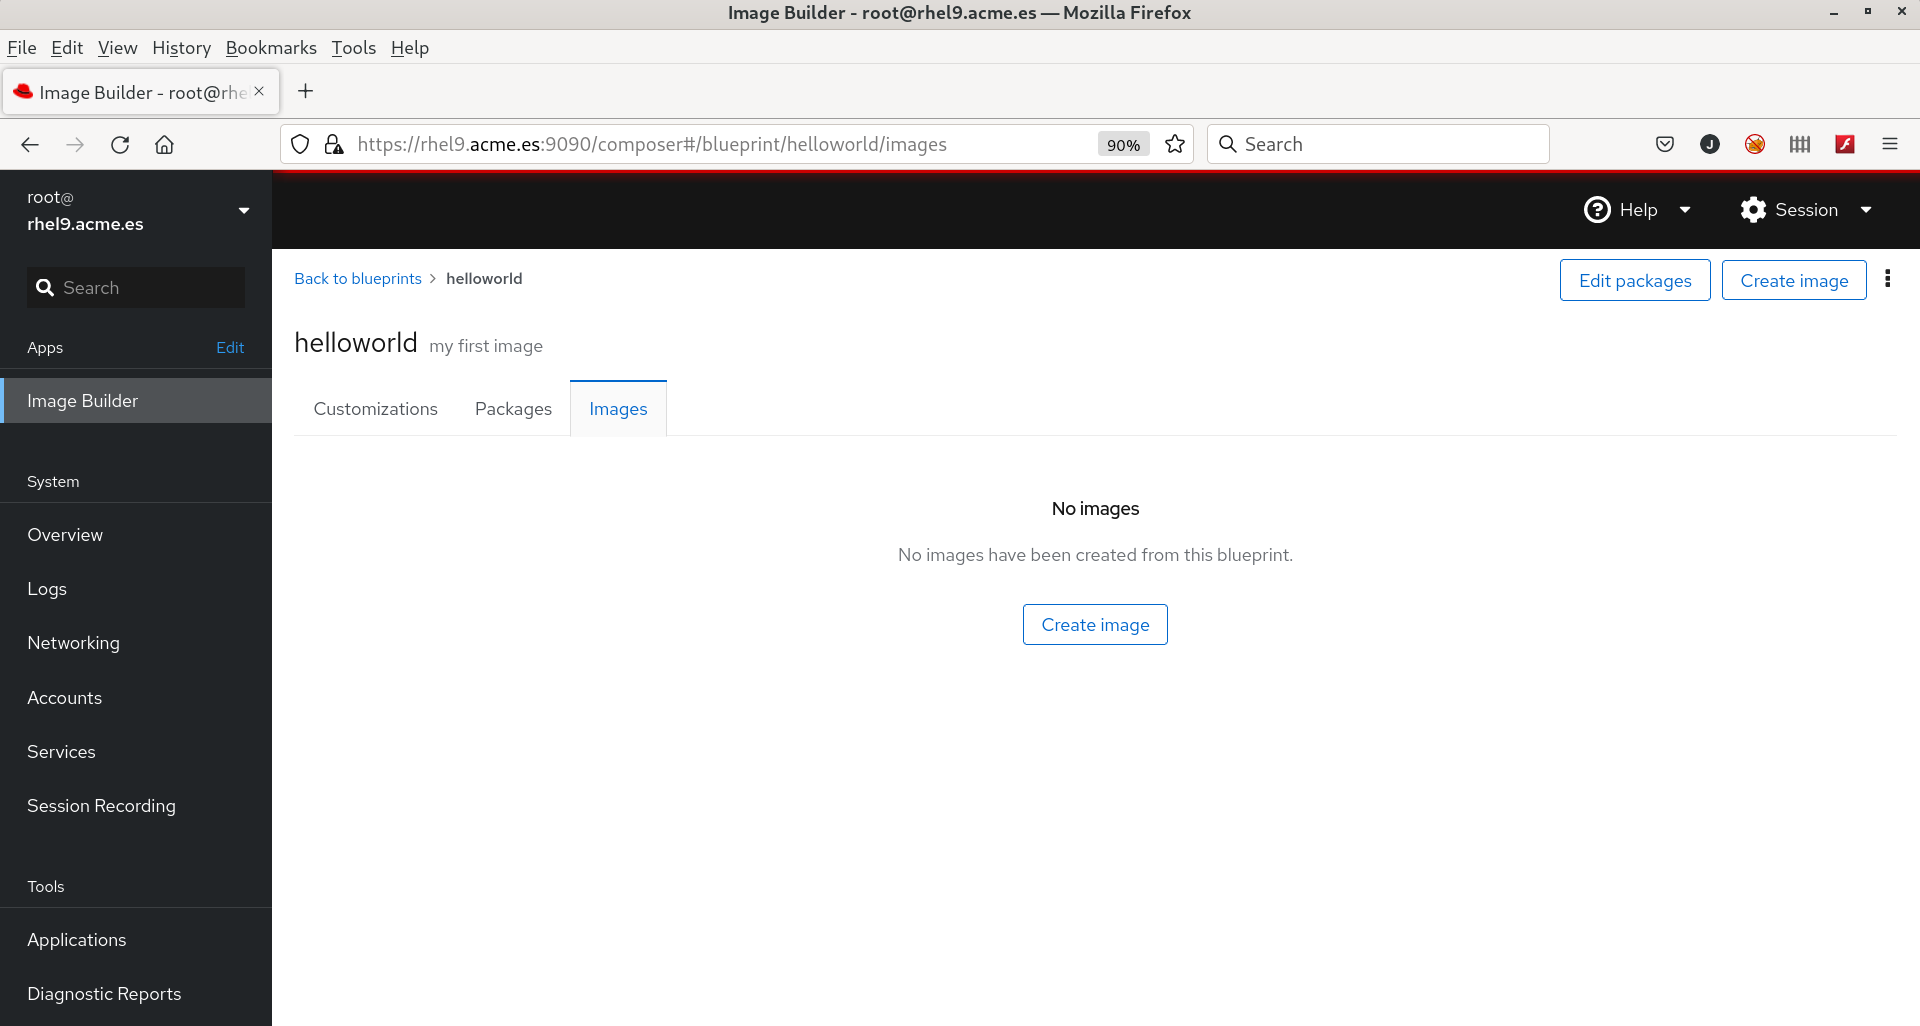 Image Builder - root@rhel9.acme.es — Mozilla Firefox
File Edit View History Bookmarks Tools Help
Image Builder - root@rhe
https://rhel9.acme.es:9090/composer#/blueprint/helloworld/images 90% Search J
root@
rhel9.acme.es
Help Session
Search
Apps Edit
Image Builder
System
Overview
Logs
Networking
Accounts
Services
Session Recording
Tools
Applications
Diagnostic Reports
Back to blueprints > helloworld
Edit packages Create image
helloworld my first image
Customizations Packages Images
No images
No images have been created from this blueprint.
Create image